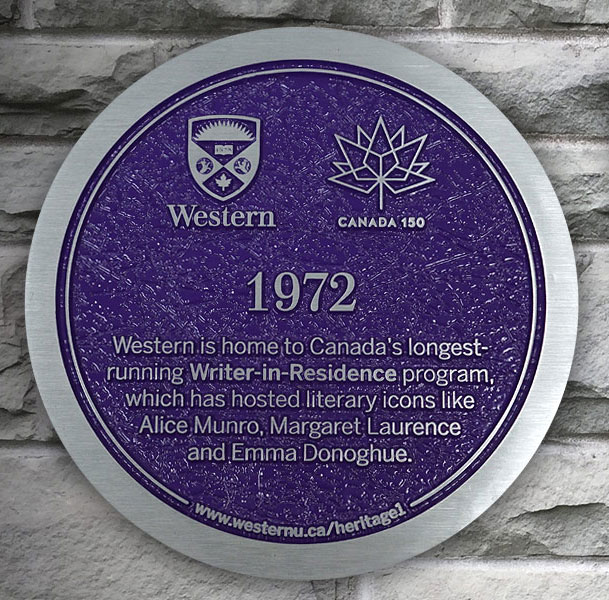 1878
Western
CANADA 150
1972
Western is home to Canada's longest-
running Writer-in-Residence program,
which has hosted literary icons like
Alice Munro, Margaret Laurence
and Emma Donoghue.
www.westernu.ca/heritage1